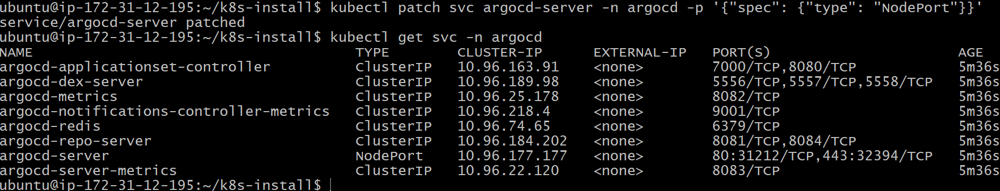 ubuntu@ip-172-31-12-195:~/k8s-install$ kubectl patch svc argocd-server -n argocd -p '{"spec": {"type": "NodePort"}}'
service/argocd-server patched
ubuntu@ip-172-31-12-195:~/k8s-install$ kubectl get svc -n argocd
NAME                                      TYPE        CLUSTER-IP      EXTERNAL-IP   PORT(S)                      AGE
argocd-applicationset-controller          ClusterIP   10.96.163.91    <none>        7000/TCP,8080/TCP            5m36s
argocd-dex-server                         ClusterIP   10.96.189.98    <none>        5556/TCP,5557/TCP,5558/TCP   5m36s
argocd-metrics                            ClusterIP   10.96.25.178    <none>        8082/TCP                     5m36s
argocd-notifications-controller-metrics   ClusterIP   10.96.218.4     <none>        9001/TCP                     5m36s
argocd-redis                              ClusterIP   10.96.74.65     <none>        6379/TCP                     5m36s
argocd-repo-server                        ClusterIP   10.96.184.202   <none>        8081/TCP,8084/TCP            5m36s
argocd-server                             NodePort    10.96.177.177   <none>        80:31212/TCP,443:32394/TCP   5m36s
argocd-server-metrics                     ClusterIP   10.96.22.120    <none>        8083/TCP                     5m36s
ubuntu@ip-172-31-12-195:~/k8s-install$